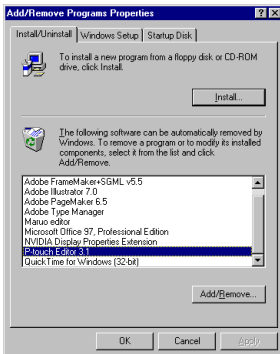 Add/Remove Programs Properties
Install/Uninstall Windows Setup Startup Disk
To install a new program from a floppy disk or CD-ROM
drive, click Install.
Install...
The following software can be automatically removed by
Windows. To remove a program or to modify its installed
components, select it from the list and click
Add/Remove.
Adobe FrameMaker+SGML v5.5
Adobe Illustrator 7.0
Adobe PageMaker 6.5
Adobe Type Manager
Maruo editor
Microsoft Office 97, Professional Edition
NVIDIA Display Properties Extension
P-touch Editor 3.1
QuickTime for Windows (32-bit)
Add/Remove...
OK Cancel Apply